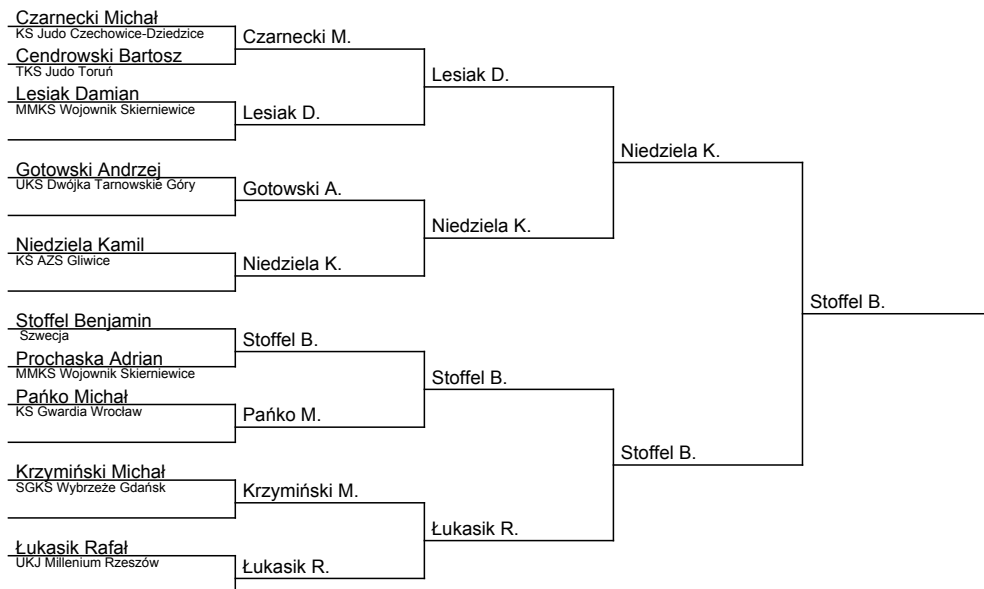 Czarnecki Michał
KS Judo Czechowice-Dziedzice
Cendrowski Bartosz
TKS Judo Toruń
Lesiak Damian
MMKS Wojownik Skierniewice
Gotowski Andrzej
UKS Dwójka Tarnowskie Góry
Niedziela Kamil
KŚ AZS Gliwice
Stoffel Benjamin
Szwecja
Prochaska Adrian
MMKS Wojownik Skierniewice
Pańko Michał
KS Gwardia Wrocław
Krzymiński Michał
SGKS Wybrzeże Gdańsk
Łukasik Rafał
UKJ Millenium Rzeszów
Czarnecki M.
Lesiak D.
Gotowski A.
Niedziela K.
Stoffel B.
Pańko M.
Krzymiński M.
Łukasik R.
Lesiak D.
Niedziela K.
Stoffel B.
Łukasik R.
Niedziela K.
Stoffel B.
Stoffel B.